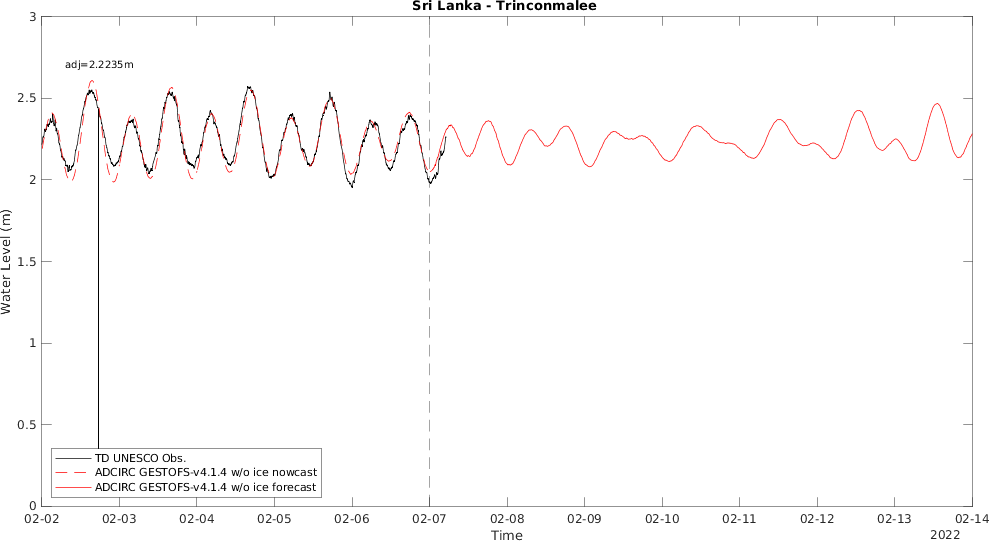 Sri Lanka - Trinconmalee
3
adj=2.2235m
2.5
2
1.5
1
0.5
0
Water Level (m)
TD UNESCO Obs.
ADCIRC GESTOFS-v4.1.4 w/o ice nowcast
ADCIRC GESTOFS-v4.1.4 w/o ice forecast
02-02 02-03 02-04 02-05 02-06 02-07 02-08 02-09 02-10 02-11 02-12 02-13 02-14
Time
2022